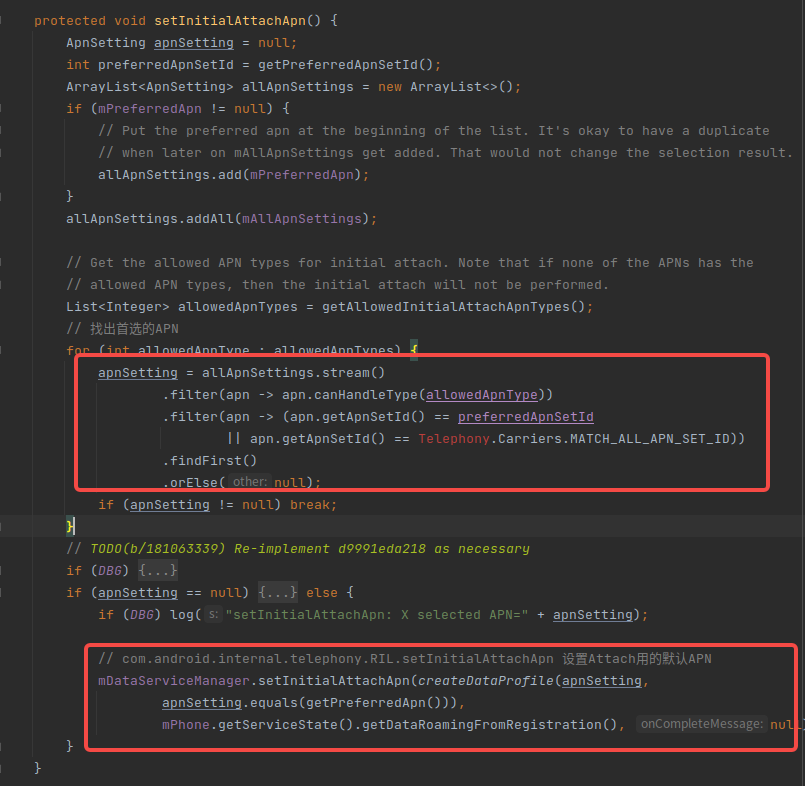 protected void setInitialAttachApn() {
ApnSetting apnSetting = null;
int preferredApnSetId = getPreferredApnSetId();
ArrayList<ApnSetting> allApnSettings = new ArrayList<>();
if (mPreferredApn != null) {
// Put the preferred apn at the beginning of the list. It's okay to have a duplicate
// when later on mAllApnSettings get added. That would not change the selection result.
allApnSettings.add(mPreferredApn);
}
allApnSettings.addAll(mAllApnSettings);
// Get the allowed APN types for initial attach. Note that if none of the APNs has the
// allowed APN types, then the initial attach will not be performed.
List<Integer> allowedApnTypes = getAllowedInitialAttachApnTypes();
// 找出首选的APN
for (int allowedApnType : allowedApnTypes) {
apnSetting = allApnSettings.stream()
.filter(apn -> apn.canHandleType(allowedApnType))
.filter(apn -> (apn.getApnSetId() == preferredApnSetId
|| apn.getApnSetId() == Telephony.Carriers.MATCH_ALL_APN_SET_ID))
.findFirst()
.orElse( other: null);
if (apnSetting != null) break;
}
// TODO(b/181063339) Re-implement d9991eda218 as necessary
if (DBG) {...}
if (apnSetting == null) {...} else {
if (DBG) log( s: "setInitialAttachApn: X selected APN=" + apnSetting);
// com.android.internal.telephony.RIL.setInitialAttachApn 设置Attach用的默认APN
mDataServiceManager.setInitialAttachApn(createDataProfile(apnSetting,
apnSetting.equals(getPreferredApn())),
mPhone.getServiceState().getDataRoamingFromRegistration(), onCompleteMessage: null)
}
}